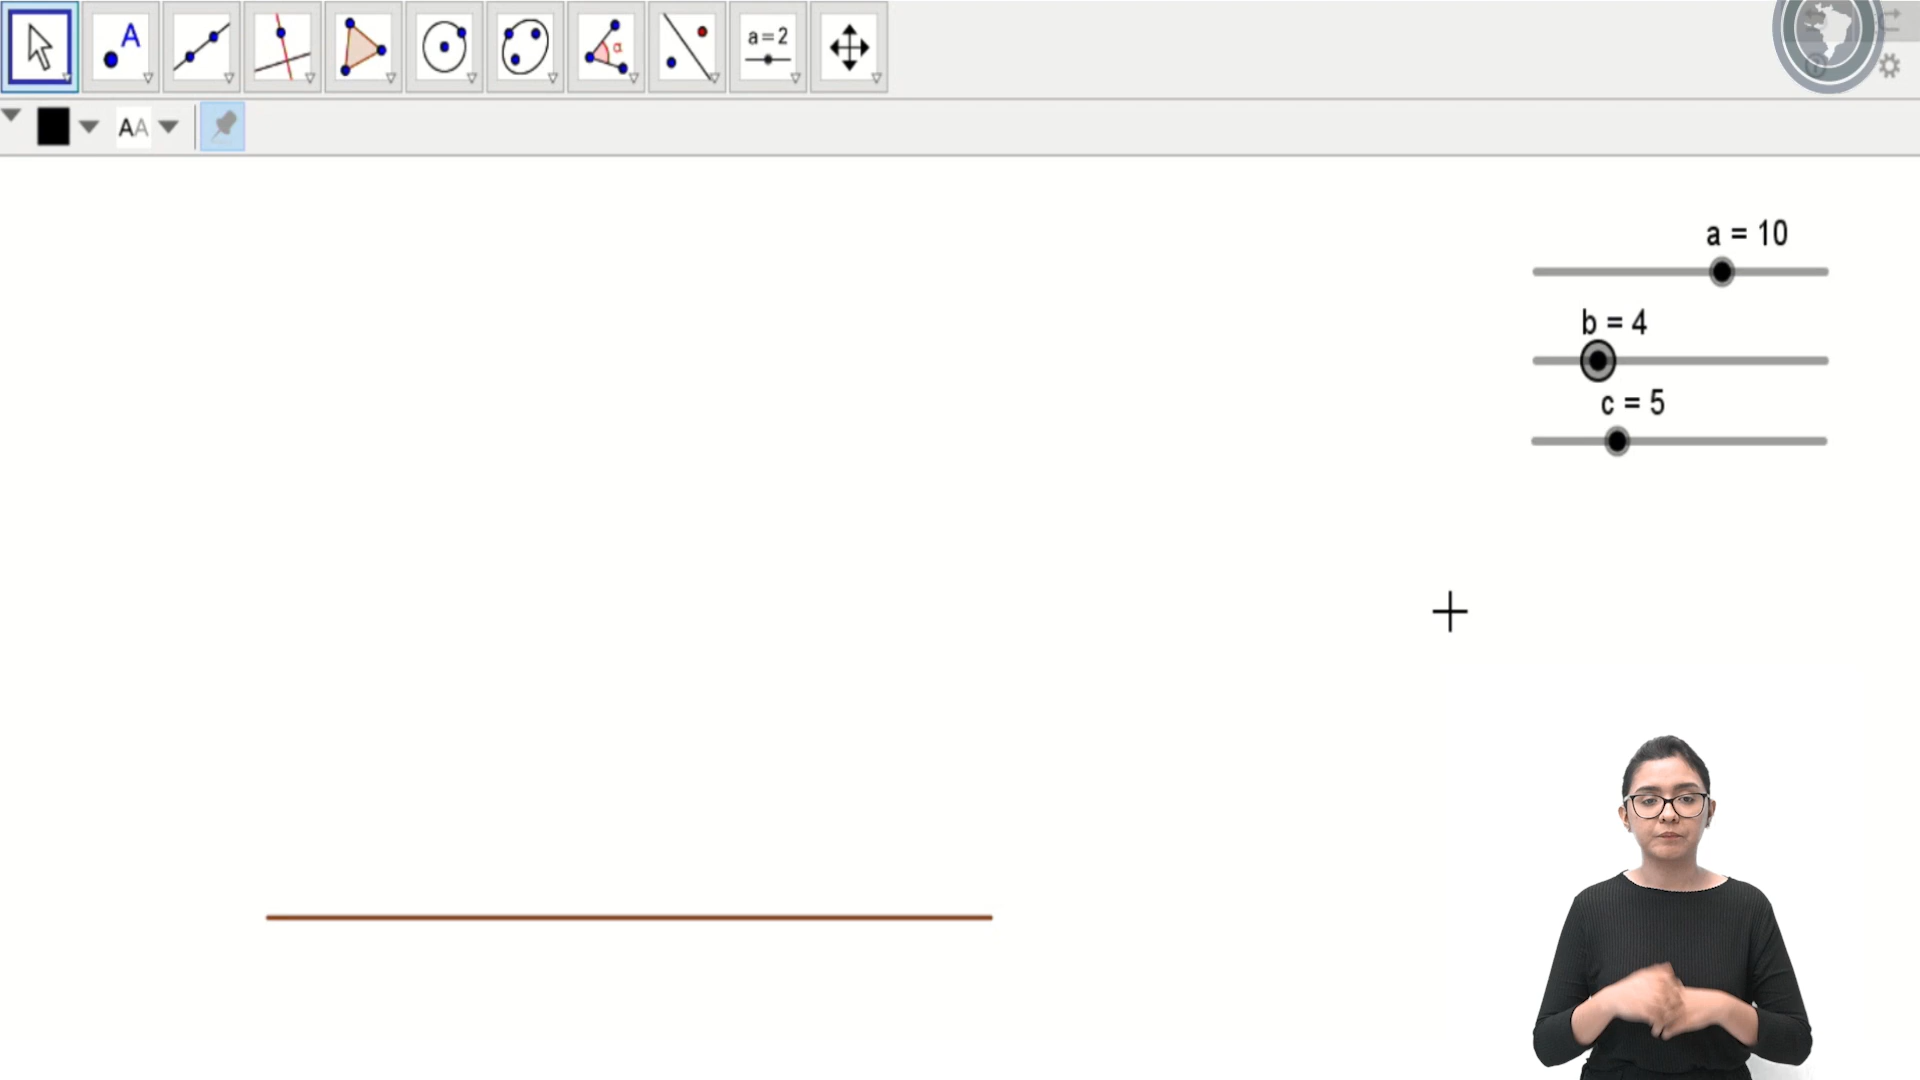 A
α
a=2
AA
a = 10
b = 4
c = 5